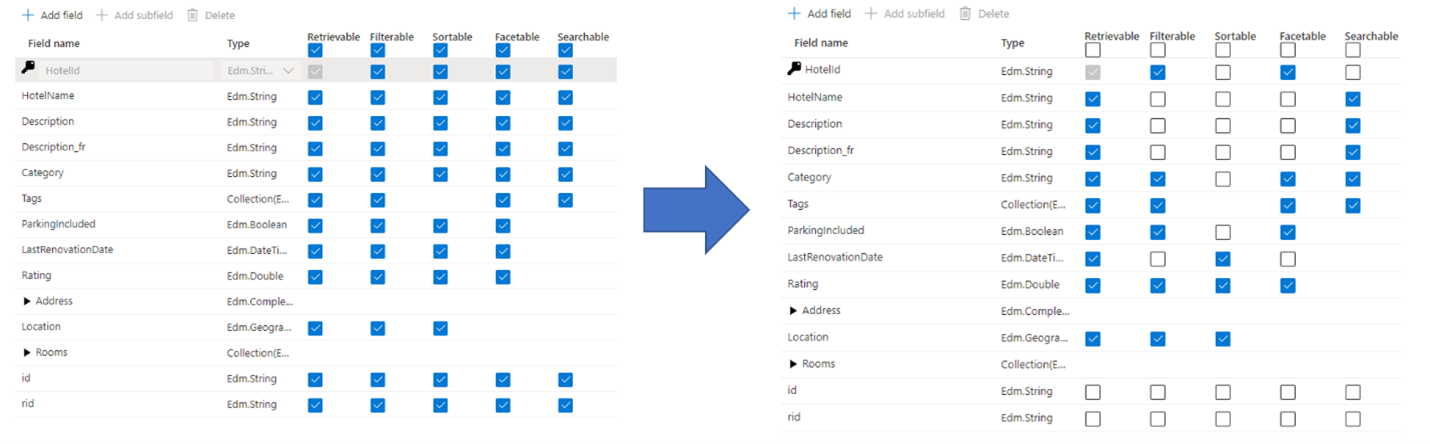 Add field Add subfield Delete
Field name Type Retrievable Filterable Sortable Facetable Searchable
HotelId Edm.Stri...
HotelName Edm.String
Description Edm.String
Description_fr Edm.String
Category Edm.String
Tags Collection(E...
ParkingIncluded Edm.Boolean
LastRenovationDate Edm.DateTi...
Rating Edm.Double
Address Edm.Comple...
Location Edm.Geogra...
Rooms Collection(E...
id Edm.String
rid Edm.String
Add field Add subfield Delete
Field name Type Retrievable Filterable Sortable Facetable Searchable
HotelId Edm.String
HotelName Edm.String
Description Edm.String
Description_fr Edm.String
Category Edm.String
Tags Collection(E...
ParkingIncluded Edm.Boolean
LastRenovationDate Edm.DateTi...
Rating Edm.Double
Address Edm.Comple...
Location Edm.Geogra...
Rooms Collection(E...
id Edm.String
rid Edm.String